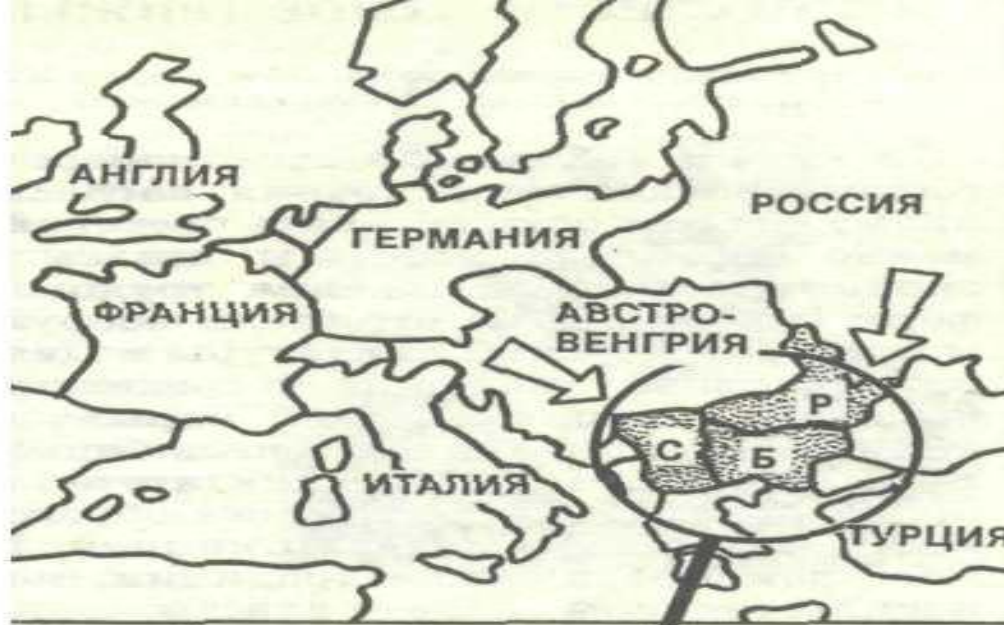 АНГЛИЯ
РОССИЯ
ГЕРМАНИЯ
ФРАНЦИЯ
АВСТРО-
ВЕНГРИЯ
Р
С
Б
ИТАЛИЯ
ТУРЦИЯ